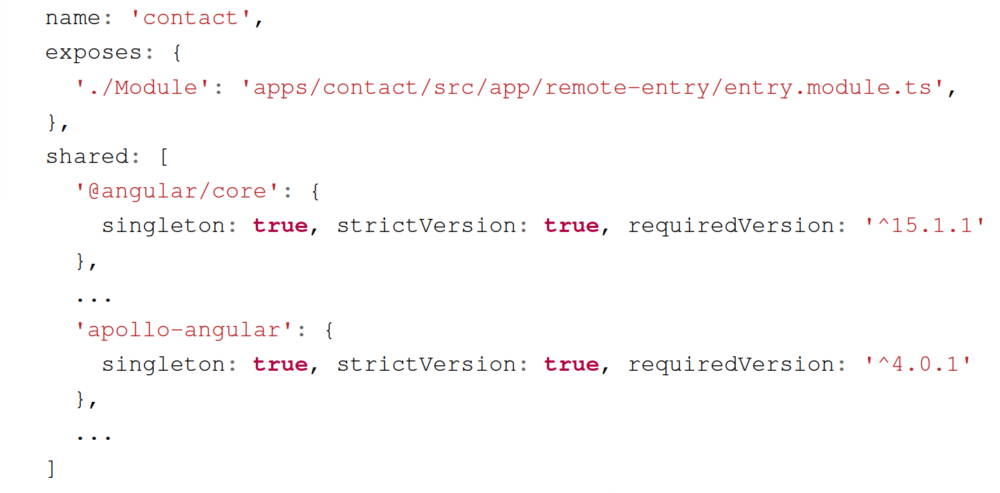 name: 'contact',
exposes: {
'./Module': 'apps/contact/src/app/remote-entry/entry.module.ts',
},
shared: [
'@angular/core': {
singleton: true, strictVersion: true, requiredVersion: '^15.1.1'
},
...
'apollo-angular': {
singleton: true, strictVersion: true, requiredVersion: '^4.0.1'
},
...
]